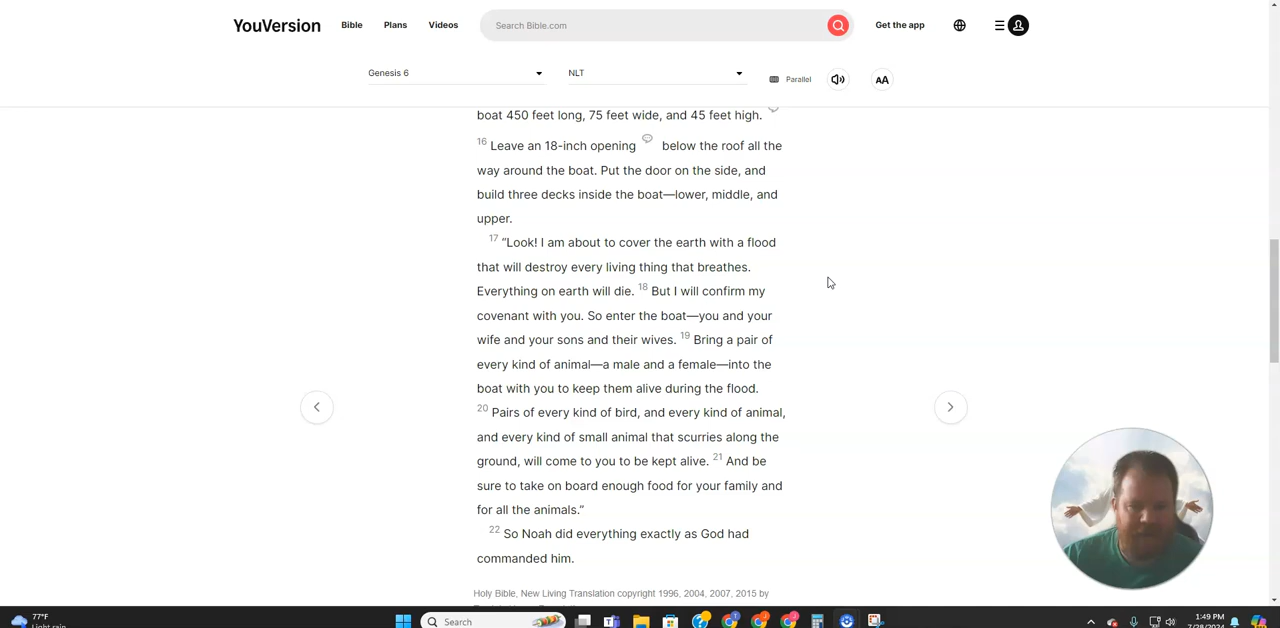 YouVersion Bible Plans Videos Search Bible.com Get the app
Genesis 6 NLT Parallel AA
boat 450 feet long, 75 feet wide, and 45 feet high.
16 Leave an 18-inch opening below the roof all the
way around the boat. Put the door on the side, and
build three decks inside the boat—lower, middle, and
upper.
17 “Look! I am about to cover the earth with a flood
that will destroy every living thing that breathes.
Everything on earth will die. 18 But I will confirm my
covenant with you. So enter the boat—you and your
wife and your sons and their wives. 19 Bring a pair of
every kind of animal—a male and a female—into the
boat with you to keep them alive during the flood.
20 Pairs of every kind of bird, and every kind of animal,
and every kind of small animal that scurries along the
ground, will come to you to be kept alive. 21 And be
sure to take on board enough food for your family and
for all the animals.”
22 So Noah did everything exactly as God had
commanded him.
Holy Bible, New Living Translation copyright 1996, 2004, 2007, 2015 by
77°F
Light rain
Search
1:49 PM
7/28/2024